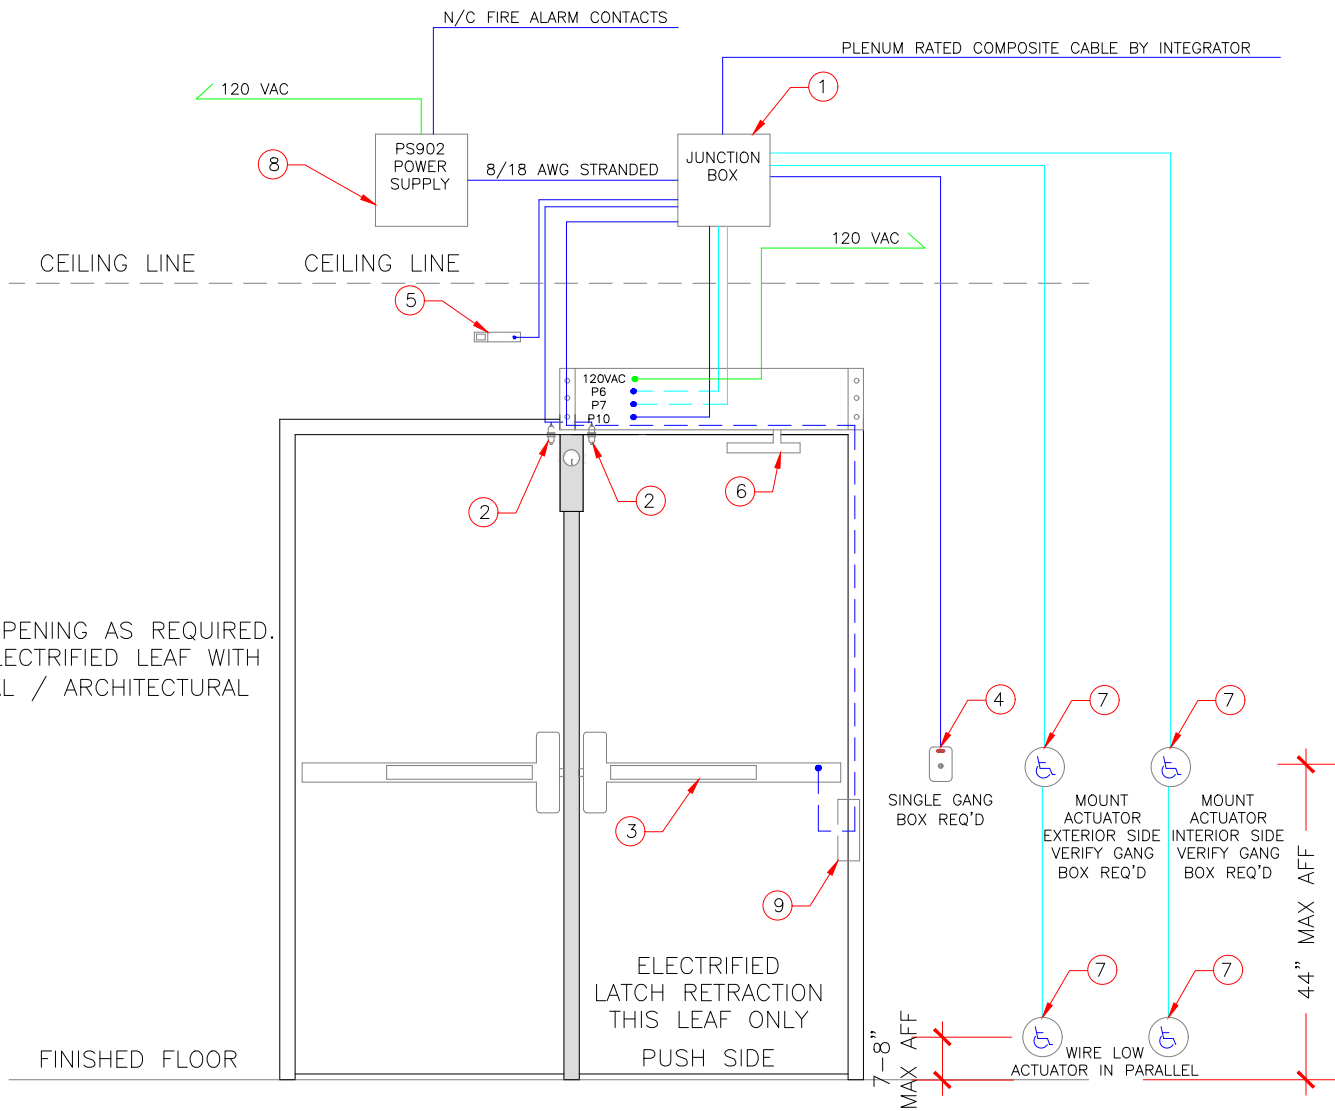 N/C FIRE ALARM CONTACTS
PLENUM RATED COMPOSITE CABLE BY INTEGRATOR
120 VAC
1
PS902
POWER
SUPPLY
8
8/18 AWG STRANDED
JUNCTION
BOX
120 VAC
CEILING LINE
CEILING LINE
5
120VAC
P6
P7
P10
2
2
6
PENING AS REQUIRED.
LECTRIFIED LEAF WITH
AL / ARCHITECTURAL
4
7
7
SINGLE GANG
BOX REQ'D
MOUNT
ACTUATOR
EXTERIOR SIDE
VERIFY GANG
BOX REQ'D
MOUNT
ACTUATOR
INTERIOR SIDE
VERIFY GANG
BOX REQ'D
3
9
44" MAX AFF
ELECTRIFIED
LATCH RETRACTION
THIS LEAF ONLY
PUSH SIDE
7
7
7-8"
MAX AFF
WIRE LOW
ACTUATOR IN PARALLEL
FINISHED FLOOR